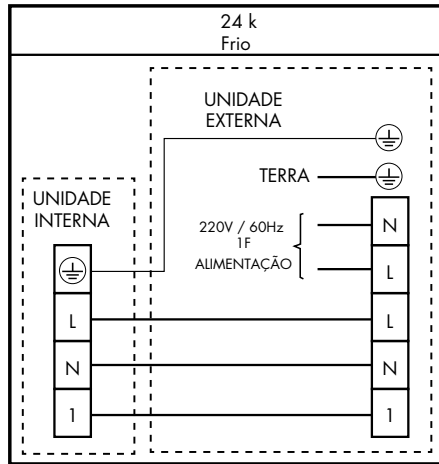 24 k
Frio
UNIDADE
EXTERNA
TERRA
UNIDADE
INTERNA
220V / 60Hz
1F
ALIMENTAÇÃO
N
L
L
N
1
L
N
1